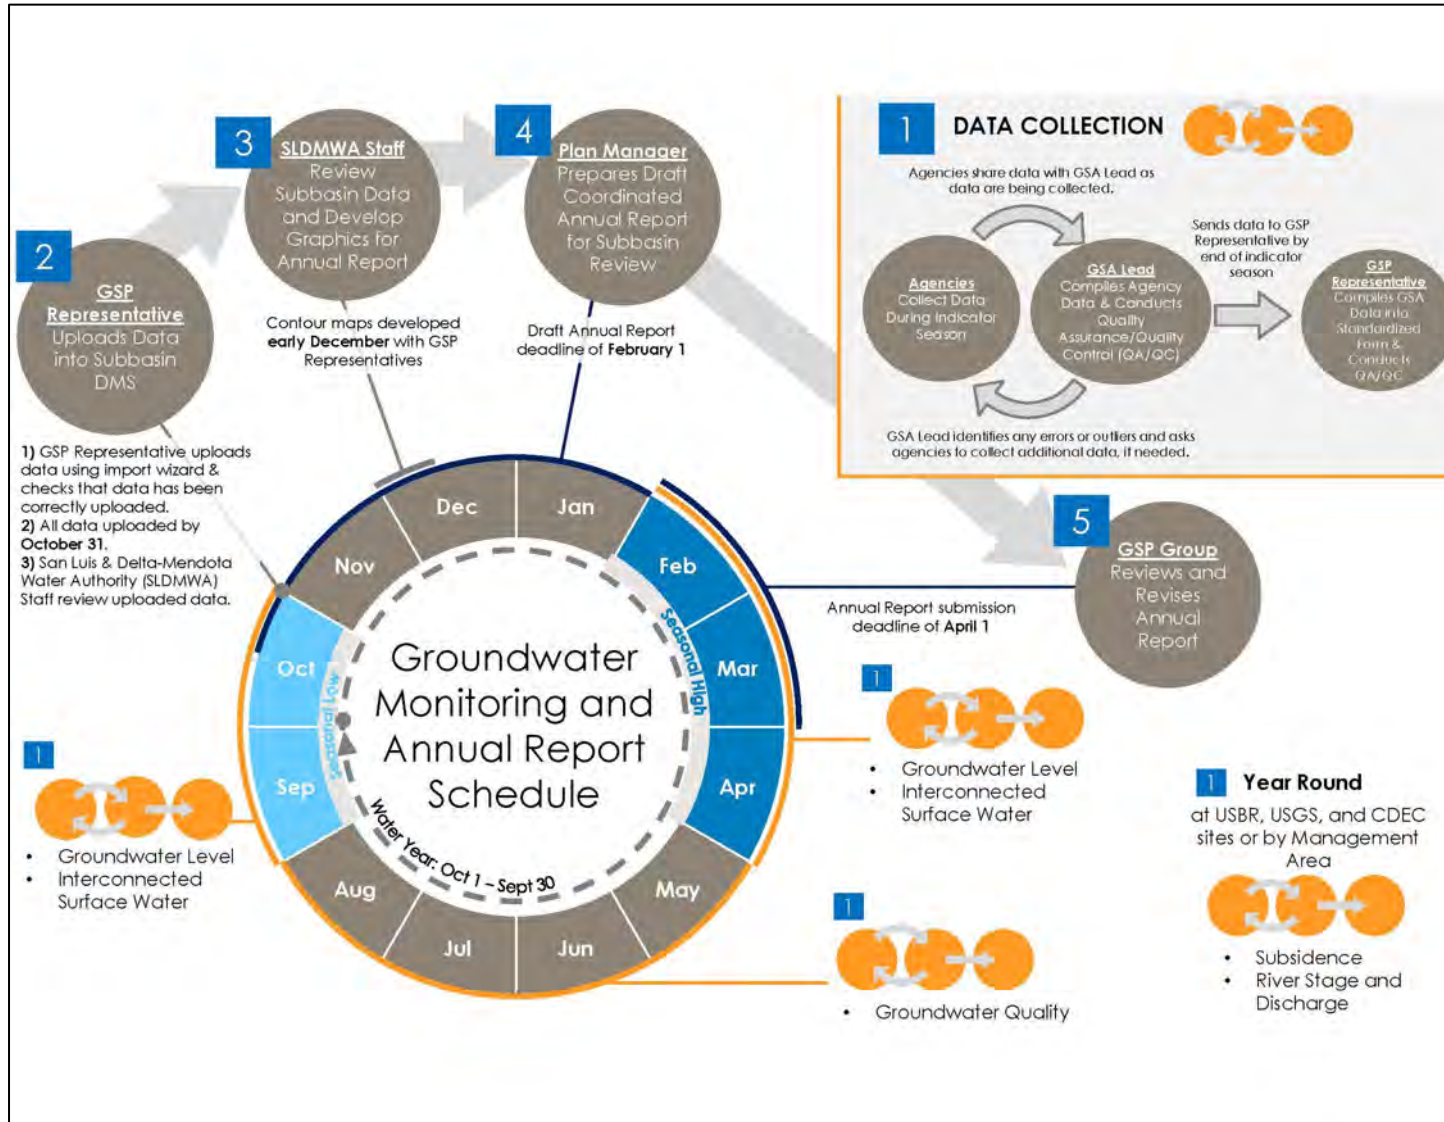 3
SLDMWA Staff
Review
Subbasin Data
and Develop
Graphics for
Annual Report
4
Plan Manager
Prepares Draft
Coordinated
Annual Report
for Subbasin
Review
1
DATA COLLECTION
Agencies share data with GSA Lead as
data are being collected.
Agencies
Collect Data
During Indicator
Season
GSA Lead
Compiles Agency
Data & Conducts
Quality
Assurance/Quality
Control (QA/QC)
Sends data to GSP
Representative by
end of indicator
season
GSP
Representative
Compiles GSA
Data into
Standardized
Form &
Conducts
QA/QC
GSA Lead identifies any errors or outliers and asks
agencies to collect additional data, if needed.
2
GSP
Representative
Uploads Data
into Subbasin
DMS
Contour maps developed
early December with GSP
Representatives
Draft Annual Report
deadline of February 1
1) GSP Representative uploads
data using import wizard &
checks that data has been
correctly uploaded.
2) All data uploaded by
October 31.
3) San Luis & Delta-Mendota
Water Authority (SLDMWA)
Staff review uploaded data.
5
GSP Group
Reviews and
Revises
Annual
Report
Annual Report submission
deadline of April 1
Groundwater
Monitoring and
Annual Report
Schedule
Water Year: Oct 1 – Sept 30
Seasonal High
Seasonal Low
Jan
Feb
Mar
Apr
May
Jun
Jul
Aug
Sep
Oct
Nov
Dec
1
• Groundwater Level
• Interconnected
Surface Water
1
• Groundwater Level
• Interconnected
Surface Water
1
• Groundwater Quality
1
Year Round
at USBR, USGS, and CDEC
sites or by Management
Area
• Subsidence
• River Stage and
Discharge